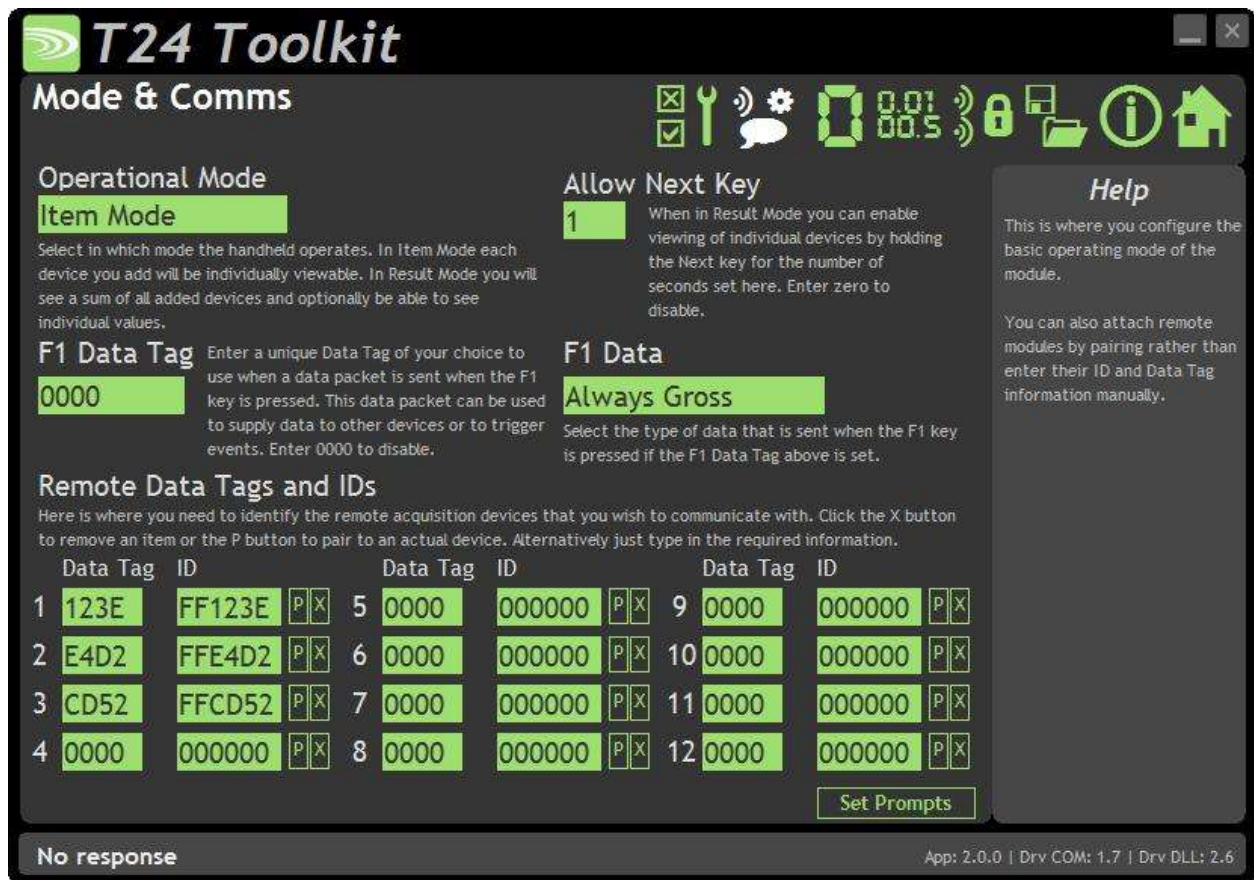 T24 Toolkit
Mode & Comms
0.01
00.5
Operational Mode
Item Mode
Select in which mode the handheld operates. In Item Mode each
device you add will be individually viewable. In Result Mode you will
see a sum of all added devices and optionally be able to see
individual values.
Allow Next Key
1
When in Result Mode you can enable
viewing of individual devices by holding
the Next key for the number of
seconds set here. Enter zero to
disable.
F1 Data Tag
0000
Enter a unique Data Tag of your choice to
use when a data packet is sent when the F1
key is pressed. This data packet can be used
to supply data to other devices or to trigger
events. Enter 0000 to disable.
F1 Data
Always Gross
Select the type of data that is sent when the F1 key
is pressed if the F1 Data Tag above is set.
Remote Data Tags and IDs
Here is where you need to identify the remote acquisition devices that you wish to communicate with. Click the X button
to remove an item or the P button to pair to an actual device. Alternatively just type in the required information.
Data Tag ID Data Tag ID Data Tag ID
1 123E FF123E P X 5 0000 000000 P X 9 0000 000000 P X
2 E4D2 FFE4D2 P X 6 0000 000000 P X 10 0000 000000 P X
3 CD52 FFCD52 P X 7 0000 000000 P X 11 0000 000000 P X
4 0000 000000 P X 8 0000 000000 P X 12 0000 000000 P X
Set Prompts
Help
This is where you configure the
basic operating mode of the
module.
You can also attach remote
modules by pairing rather than
enter their ID and Data Tag
information manually.
No response
App: 2.0.0 | Drv COM: 1.7 | Drv DLL: 2.6